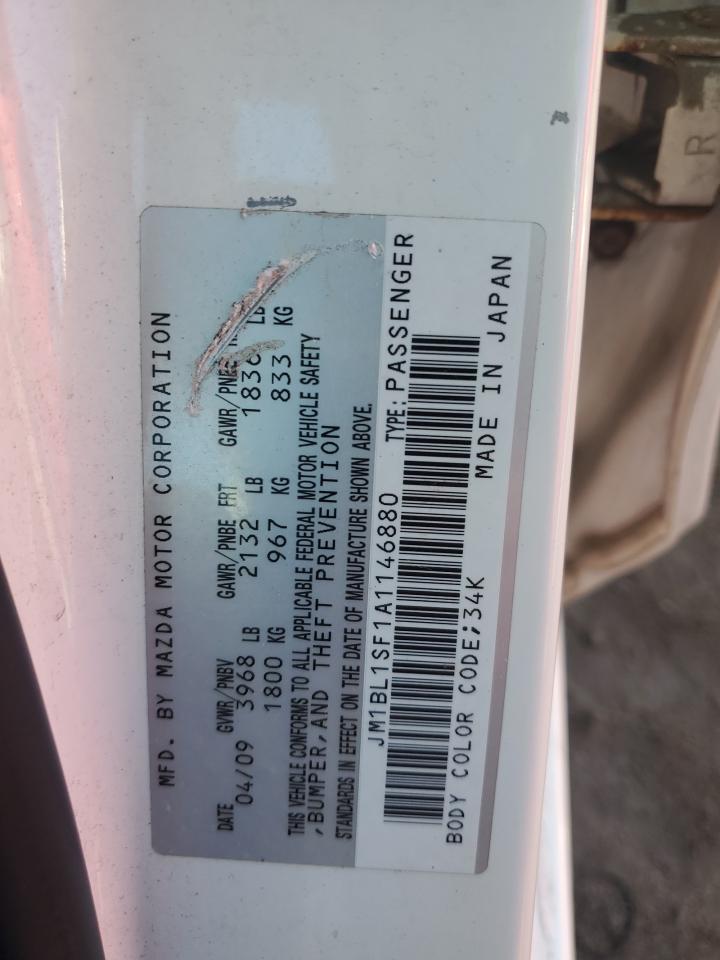 MFD. BY MAZDA MOTOR CORPORATION
DATE GVWR/PNBV GAWR/PNBE FRT GAWR/PNBE
04/09 3968 LB 2132 LB 1836 LB
1800 KG 967 KG 833 KG
THIS VEHICLE CONFORMS TO ALL APPLICABLE FEDERAL MOTOR VEHICLE SAFETY
,BUMPER,AND THEFT PREVENTION
STANDARDS IN EFFECT ON THE DATE OF MANUFACTURE SHOWN ABOVE.
JM1BL1SF1A1146880 TYPE:PASSENGER
BODY COLOR CODE;34K MADE IN JAPAN
R